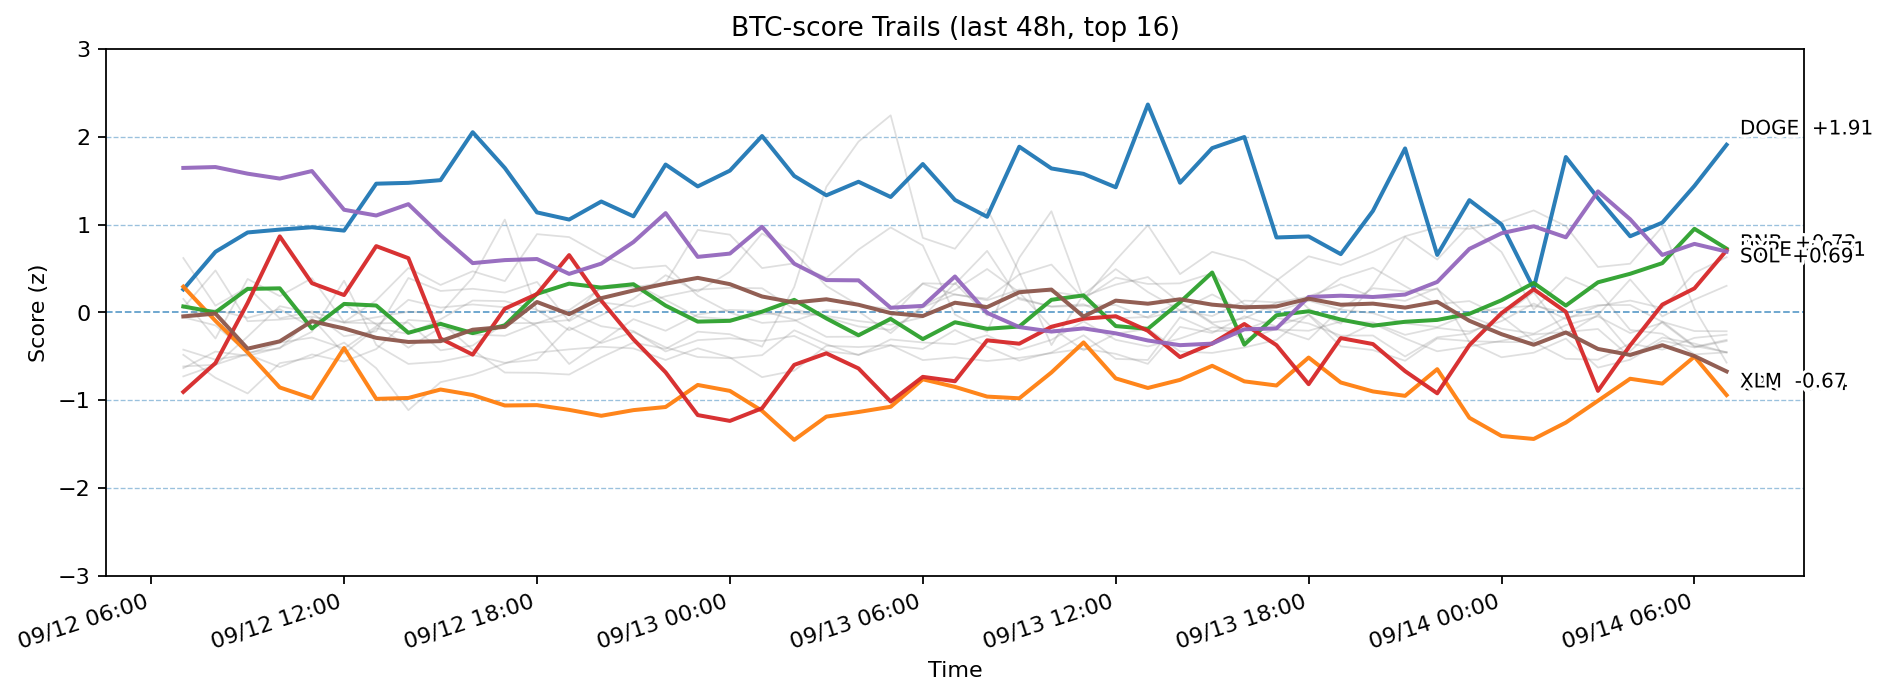 BTC-score Trails (last 48h, top 16)
3
2
1
0
−1
−2
−3
Score (z)
DOGE +1.91
SOL +0.69
XLM -0.67
09/12 06:00
09/12 12:00
09/12 18:00
09/13 00:00
09/13 06:00
09/13 12:00
09/13 18:00
09/14 00:00
09/14 06:00
Time